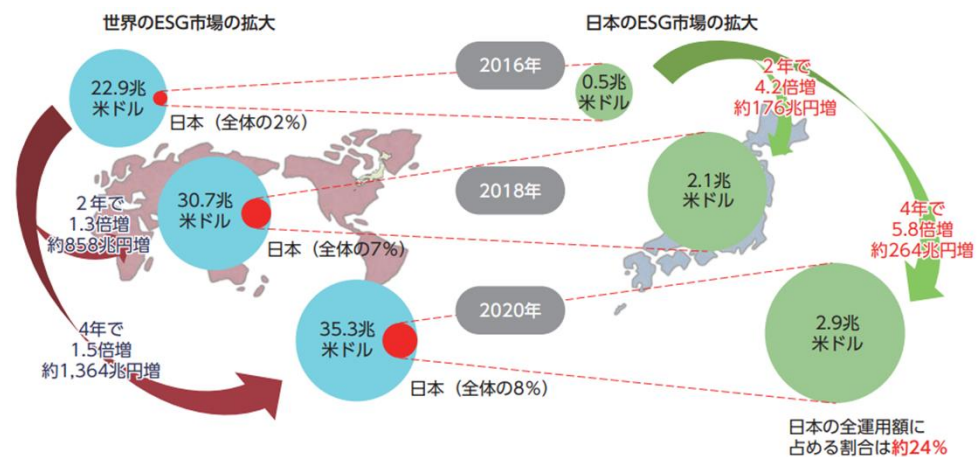 世界のESG市場の拡大
日本のESG市場の拡大
22.9兆
米ドル
日本（全体の2％）
2016年
0.5兆
米ドル
2年で
4.2倍増
約176兆円増
30.7兆
米ドル
日本（全体の7％）
2年で
1.3倍増
約858兆円増
2018年
2.1兆
米ドル
4年で
5.8倍増
約264兆円増
35.3兆
米ドル
日本（全体の8％）
4年で
1.5倍増
約1,364兆円増
2020年
2.9兆
米ドル
日本の全運用額に
占める割合は約24％